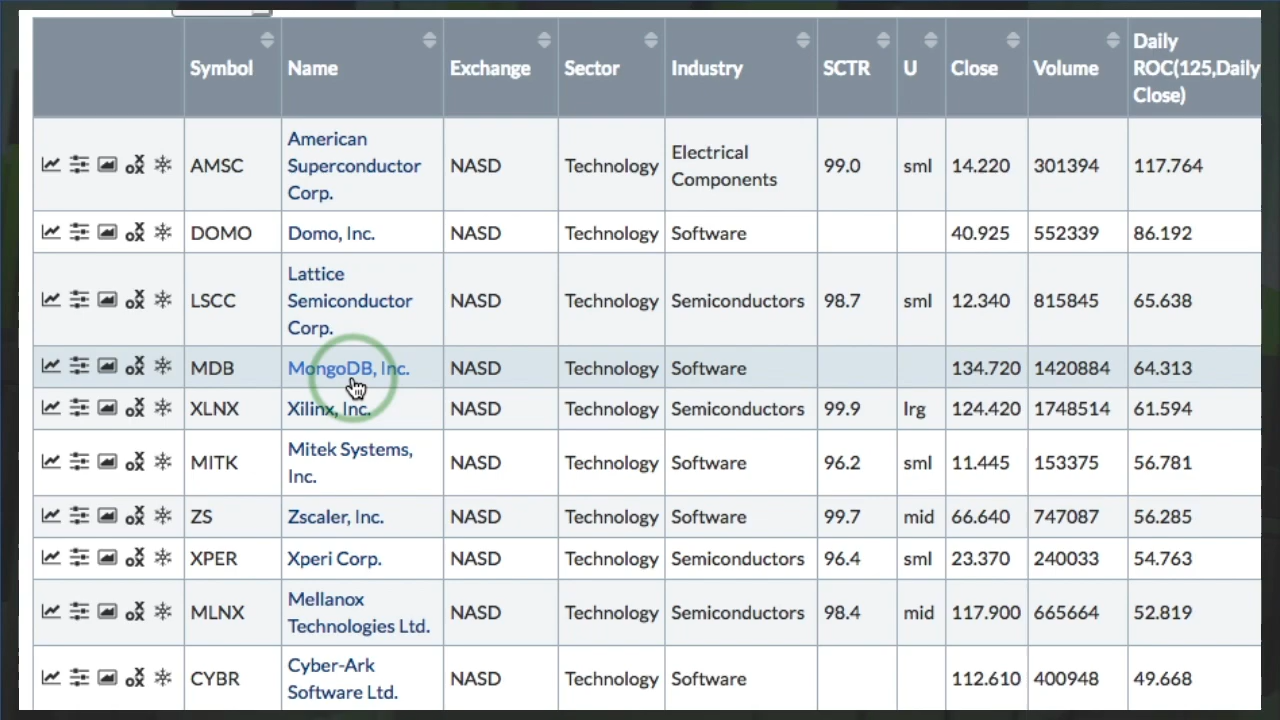 Symbol Name Exchange Sector Industry SCTR U Close Volume Daily ROC(125,Daily Close)
AMSC American Superconductor Corp. NASD Technology Electrical Components 99.0 sml 14.220 301394 117.764
DOMO Domo, Inc. NASD Technology Software 40.925 552339 86.192
LSCC Lattice Semiconductor Corp. NASD Technology Semiconductors 98.7 sml 12.340 815845 65.638
MDB MongoDB, Inc. NASD Technology Software 134.720 1420884 64.313
XLNX Xilinx, Inc. NASD Technology Semiconductors 99.9 lrg 124.420 1748514 61.594
MITK Mitek Systems, Inc. NASD Technology Software 96.2 sml 11.445 153375 56.781
ZS Zscaler, Inc. NASD Technology Software 99.7 mid 66.640 747087 56.285
XPER Xperi Corp. NASD Technology Semiconductors 96.4 sml 23.370 240033 54.763
MLNX Mellanox Technologies Ltd. NASD Technology Semiconductors 98.4 mid 117.900 665664 52.819
CYBR Cyber-Ark Software Ltd. NASD Technology Software 112.610 400948 49.668